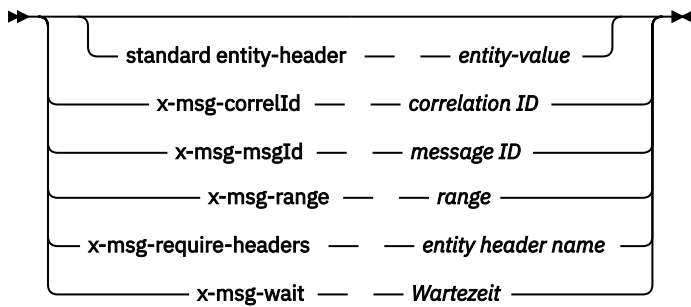 standard entity-header — entity-value
x-msg-correlId — correlation ID
x-msg-msgId — message ID
x-msg-range — range
x-msg-require-headers — entity header name
x-msg-wait — Wartezeit